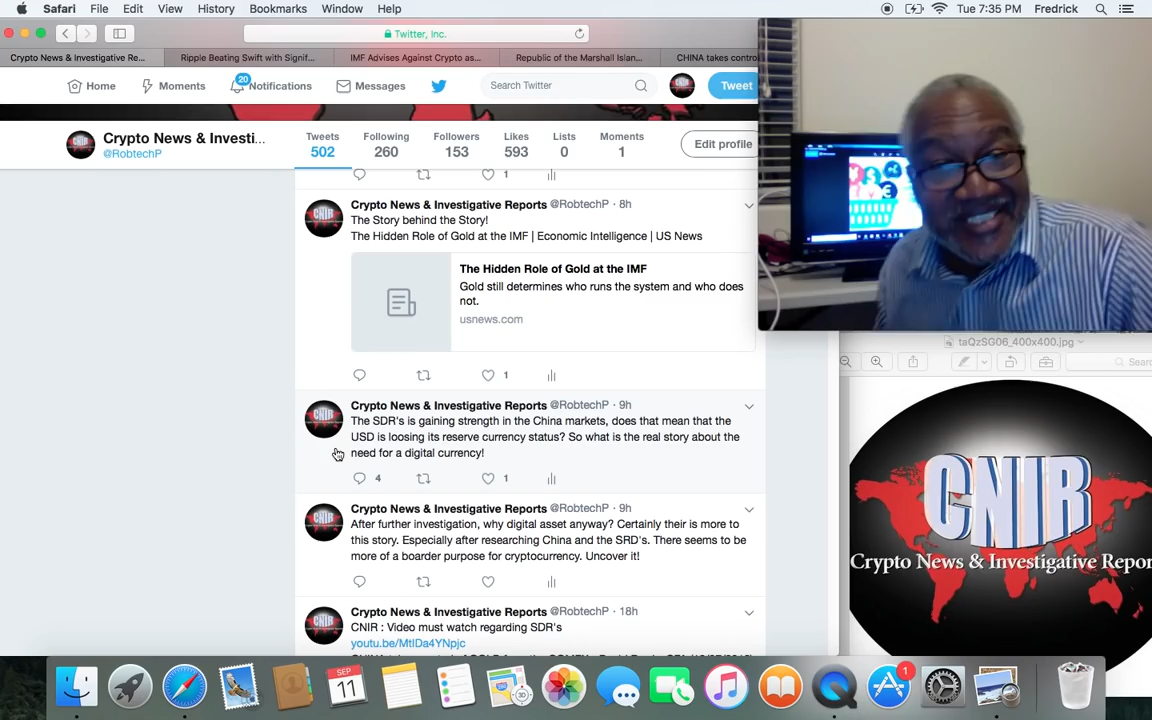 Safari File Edit View History Bookmarks Window Help Tue 7:35 PM Fredrick
Twitter, Inc.
Crypto News & Investigative Re... Ripple Beating Swift with Signif... IMF Advises Against Crypto as... Republic of the Marshall Islan... CHINA takes contro
Home Moments 20 Notifications Messages Search Twitter Tweet
Crypto News & Investi...
@RobtechP
Tweets Following Followers Likes Lists Moments
502 260 153 593 0 1
Edit profile
1
Crypto News & Investigative Reports @RobtechP · 8h
The Story behind the Story!
The Hidden Role of Gold at the IMF | Economic Intelligence | US News
The Hidden Role of Gold at the IMF
Gold still determines who runs the system and who does
not.
usnews.com
1
Crypto News & Investigative Reports @RobtechP · 9h
The SDR's is gaining strength in the China markets, does that mean that the
USD is loosing its reserve currency status? So what is the real story about the
need for a digital currency!
4 1
Crypto News & Investigative Reports @RobtechP · 9h
After further investigation, why digital asset anyway? Certainly their is more to
this story. Especially after researching China and the SRD's. There seems to be
more of a boarder purpose for cryptocurrency. Uncover it!
Crypto News & Investigative Reports @RobtechP · 18h
CNIR : Video must watch regarding SDR's
youtu.be/MtlDa4YNpjc
taQzSG06_400x400.jpg
Searc
CNIR
Crypto News & Investigative Repor
SEP
11
3D
1